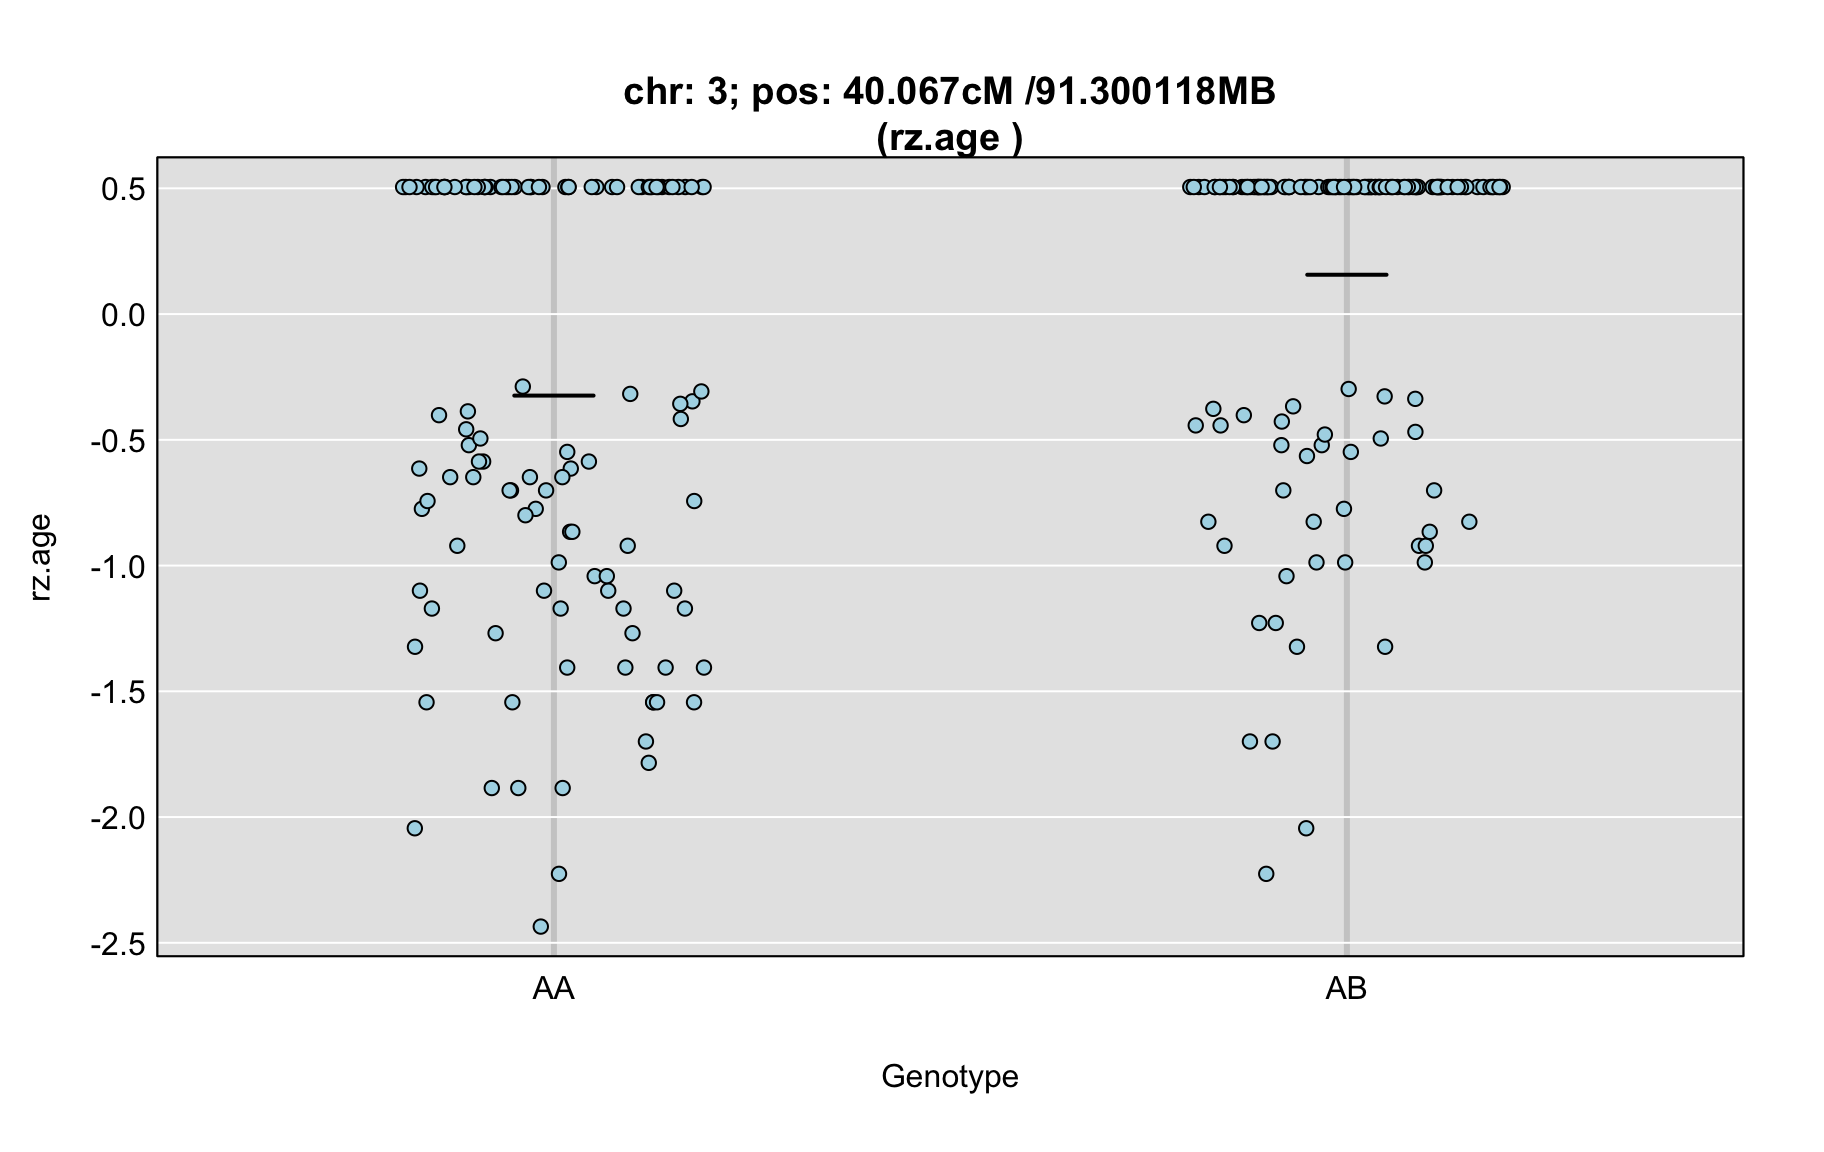 chr: 3; pos: 40.067cM /91.300118MB
(rz.age )
rz.age
0.5
0.0
-0.5
-1.0
-1.5
-2.0
-2.5
AA
AB
Genotype